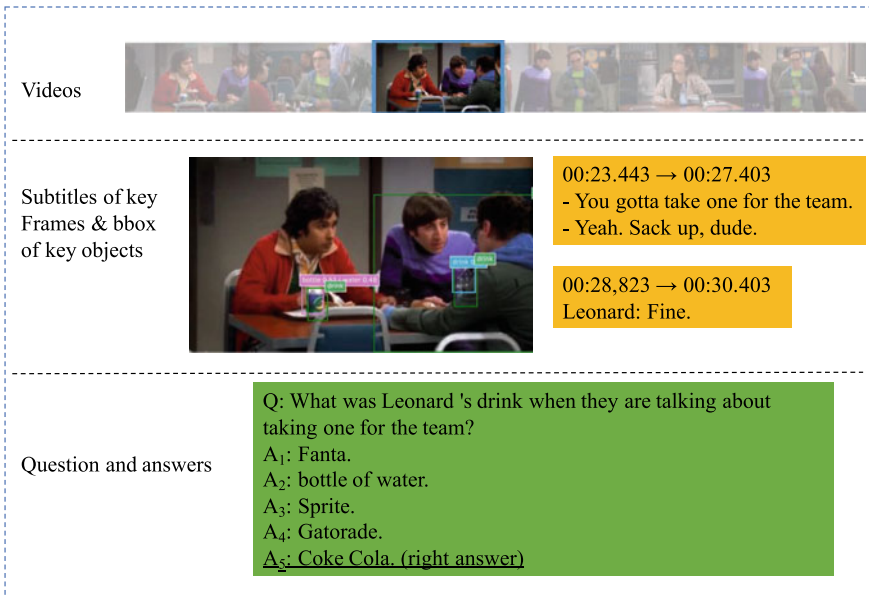 Videos
Subtitles of key
Frames & bbox
of key objects
drink
drink
00:23.443 → 00:27.403
- You gotta take one for the team.
- Yeah. Sack up, dude.
00:28,823 → 00:30.403
Leonard: Fine.
Question and answers
Q: What was Leonard 's drink when they are talking about
taking one for the team?
A₁: Fanta.
A₂: bottle of water.
A₃: Sprite.
A₄: Gatorade.
A₅: Coke Cola. (right answer)